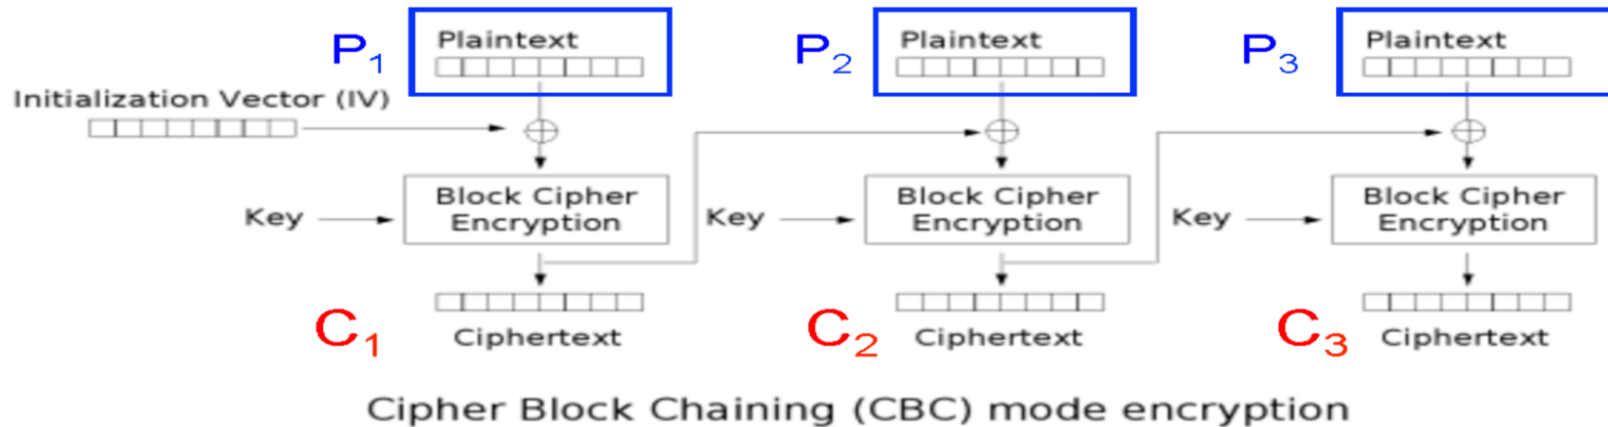 P1 Plaintext P2 Plaintext P3 Plaintext
Initialization Vector (IV)
Key Block Cipher Encryption Key Block Cipher Encryption Key Block Cipher Encryption
C1 Ciphertext C2 Ciphertext C3 Ciphertext
Cipher Block Chaining (CBC) mode encryption